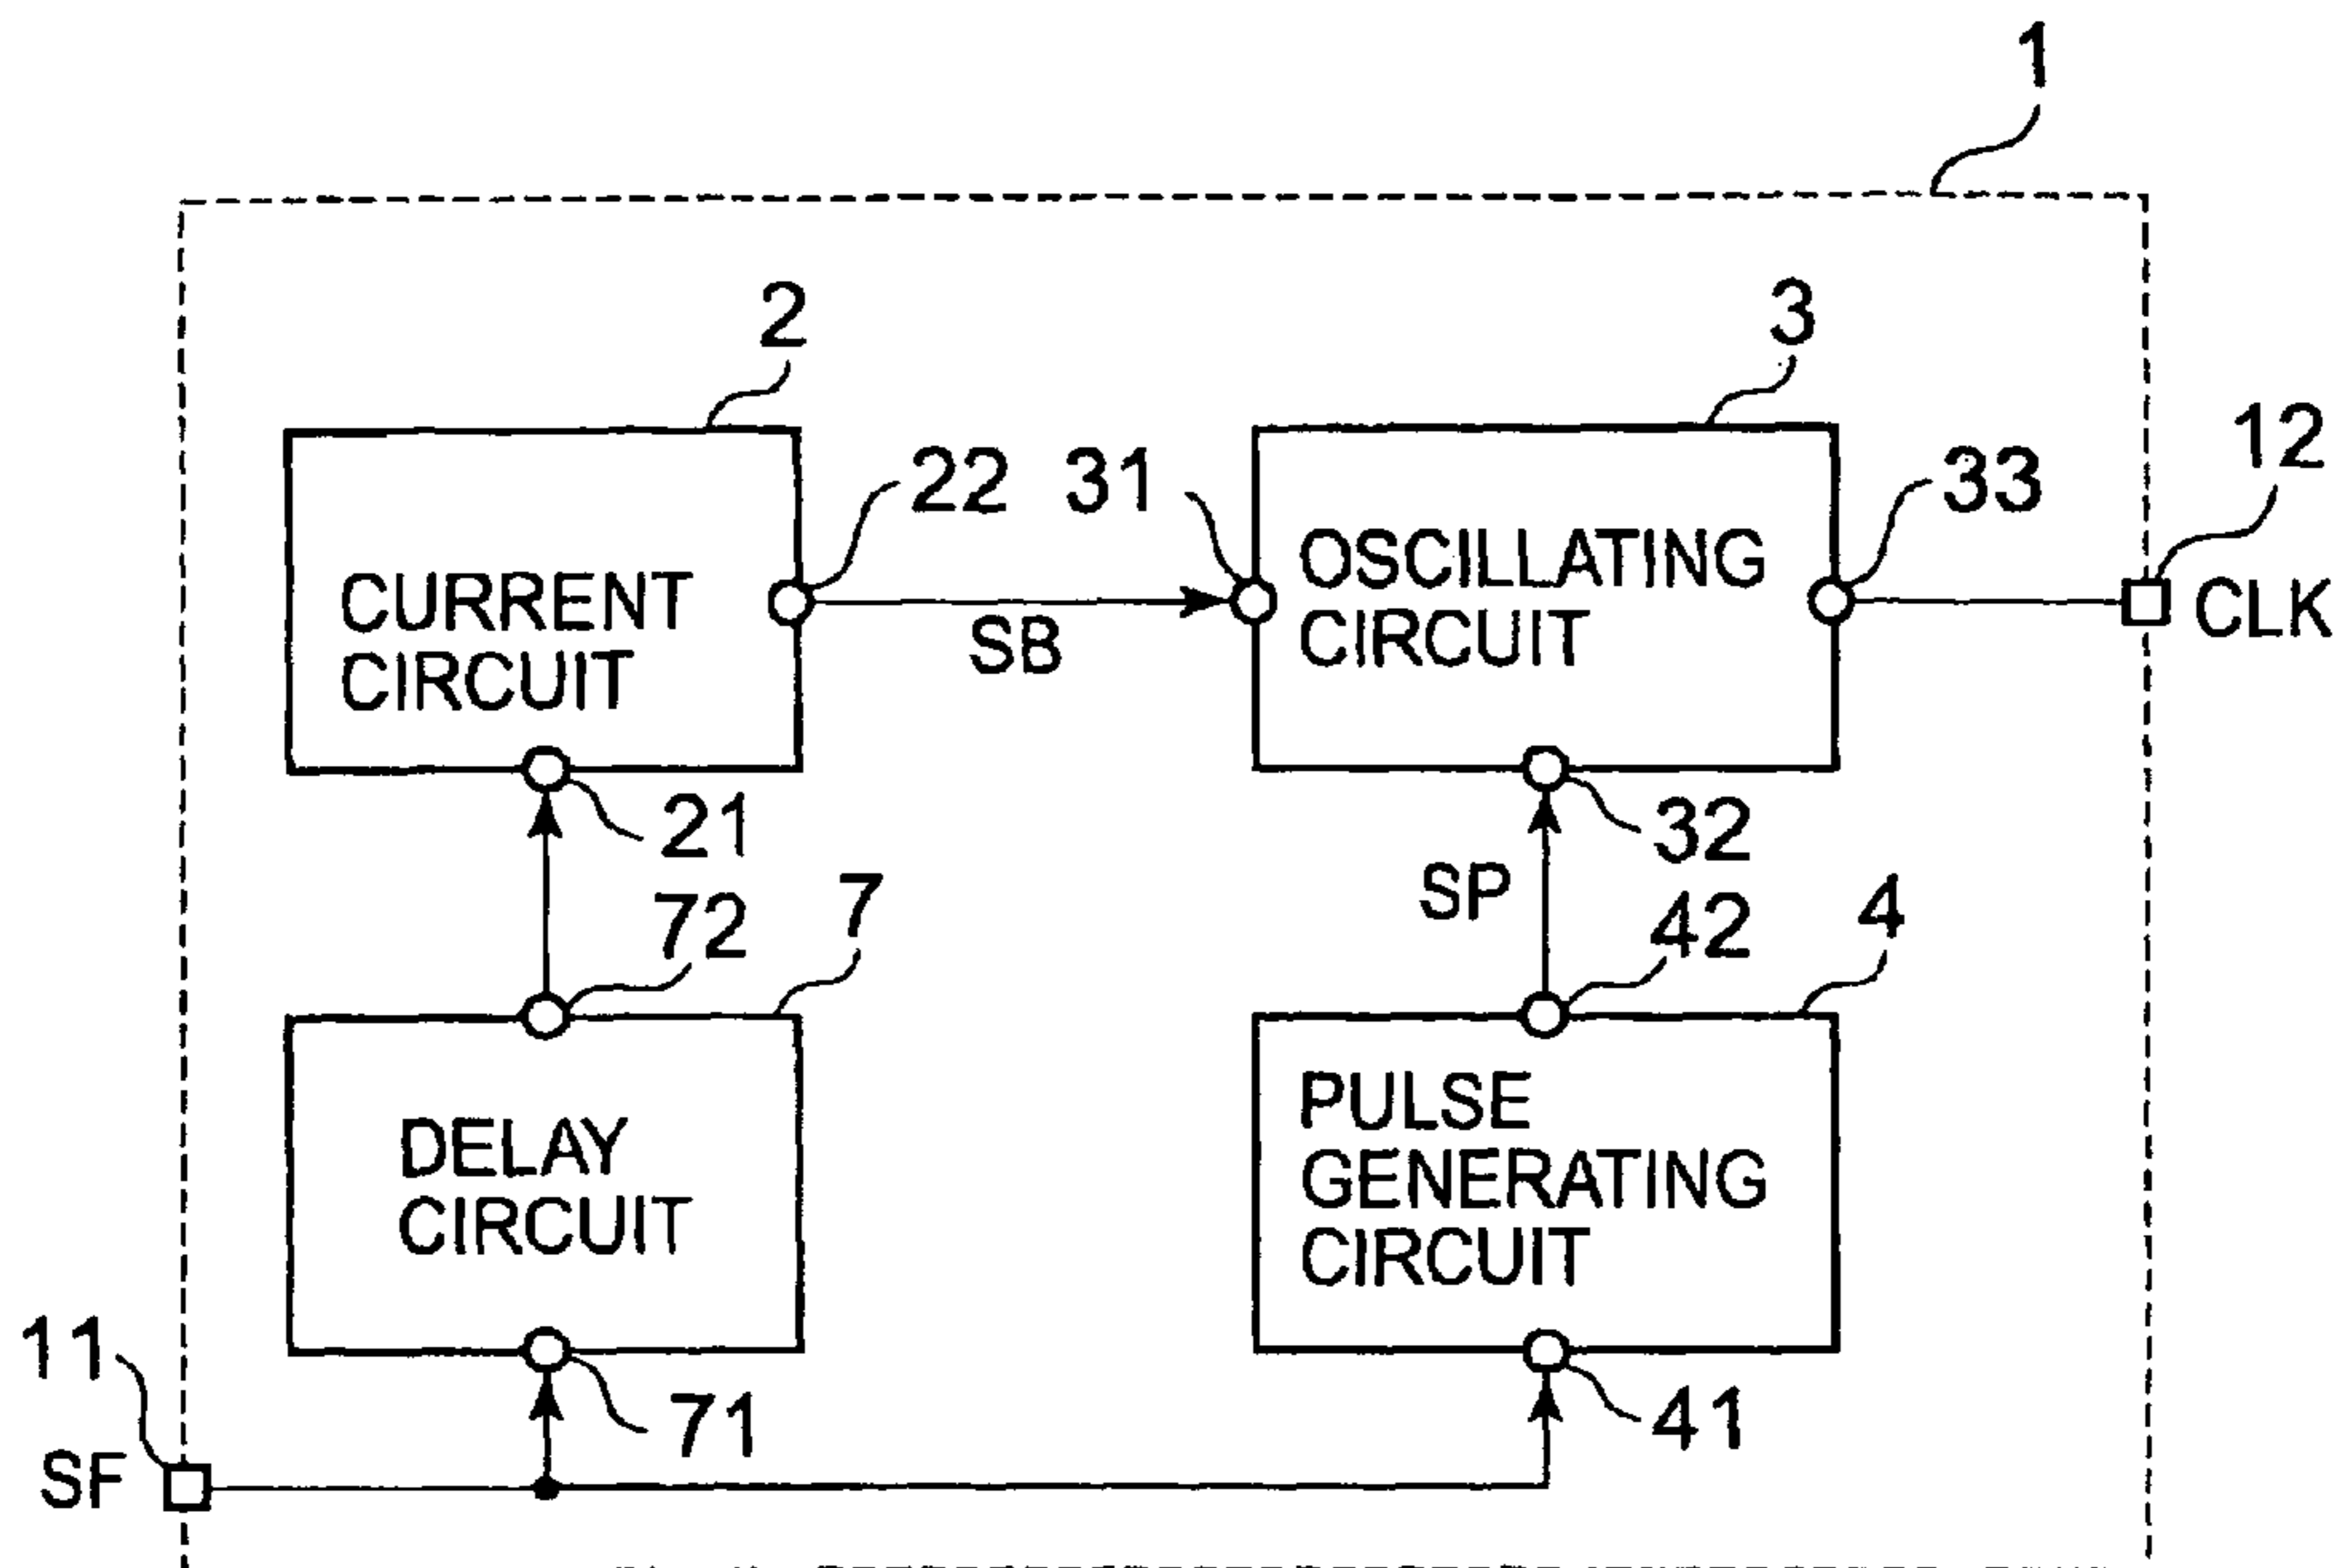 1
2
3
12
22
31
33
CURRENT
CIRCUIT
OSCILLATING
CIRCUIT
CLK
SB
21
32
72
7
SP
42
4
DELAY
CIRCUIT
PULSE
GENERATING
CIRCUIT
11
71
41
SF